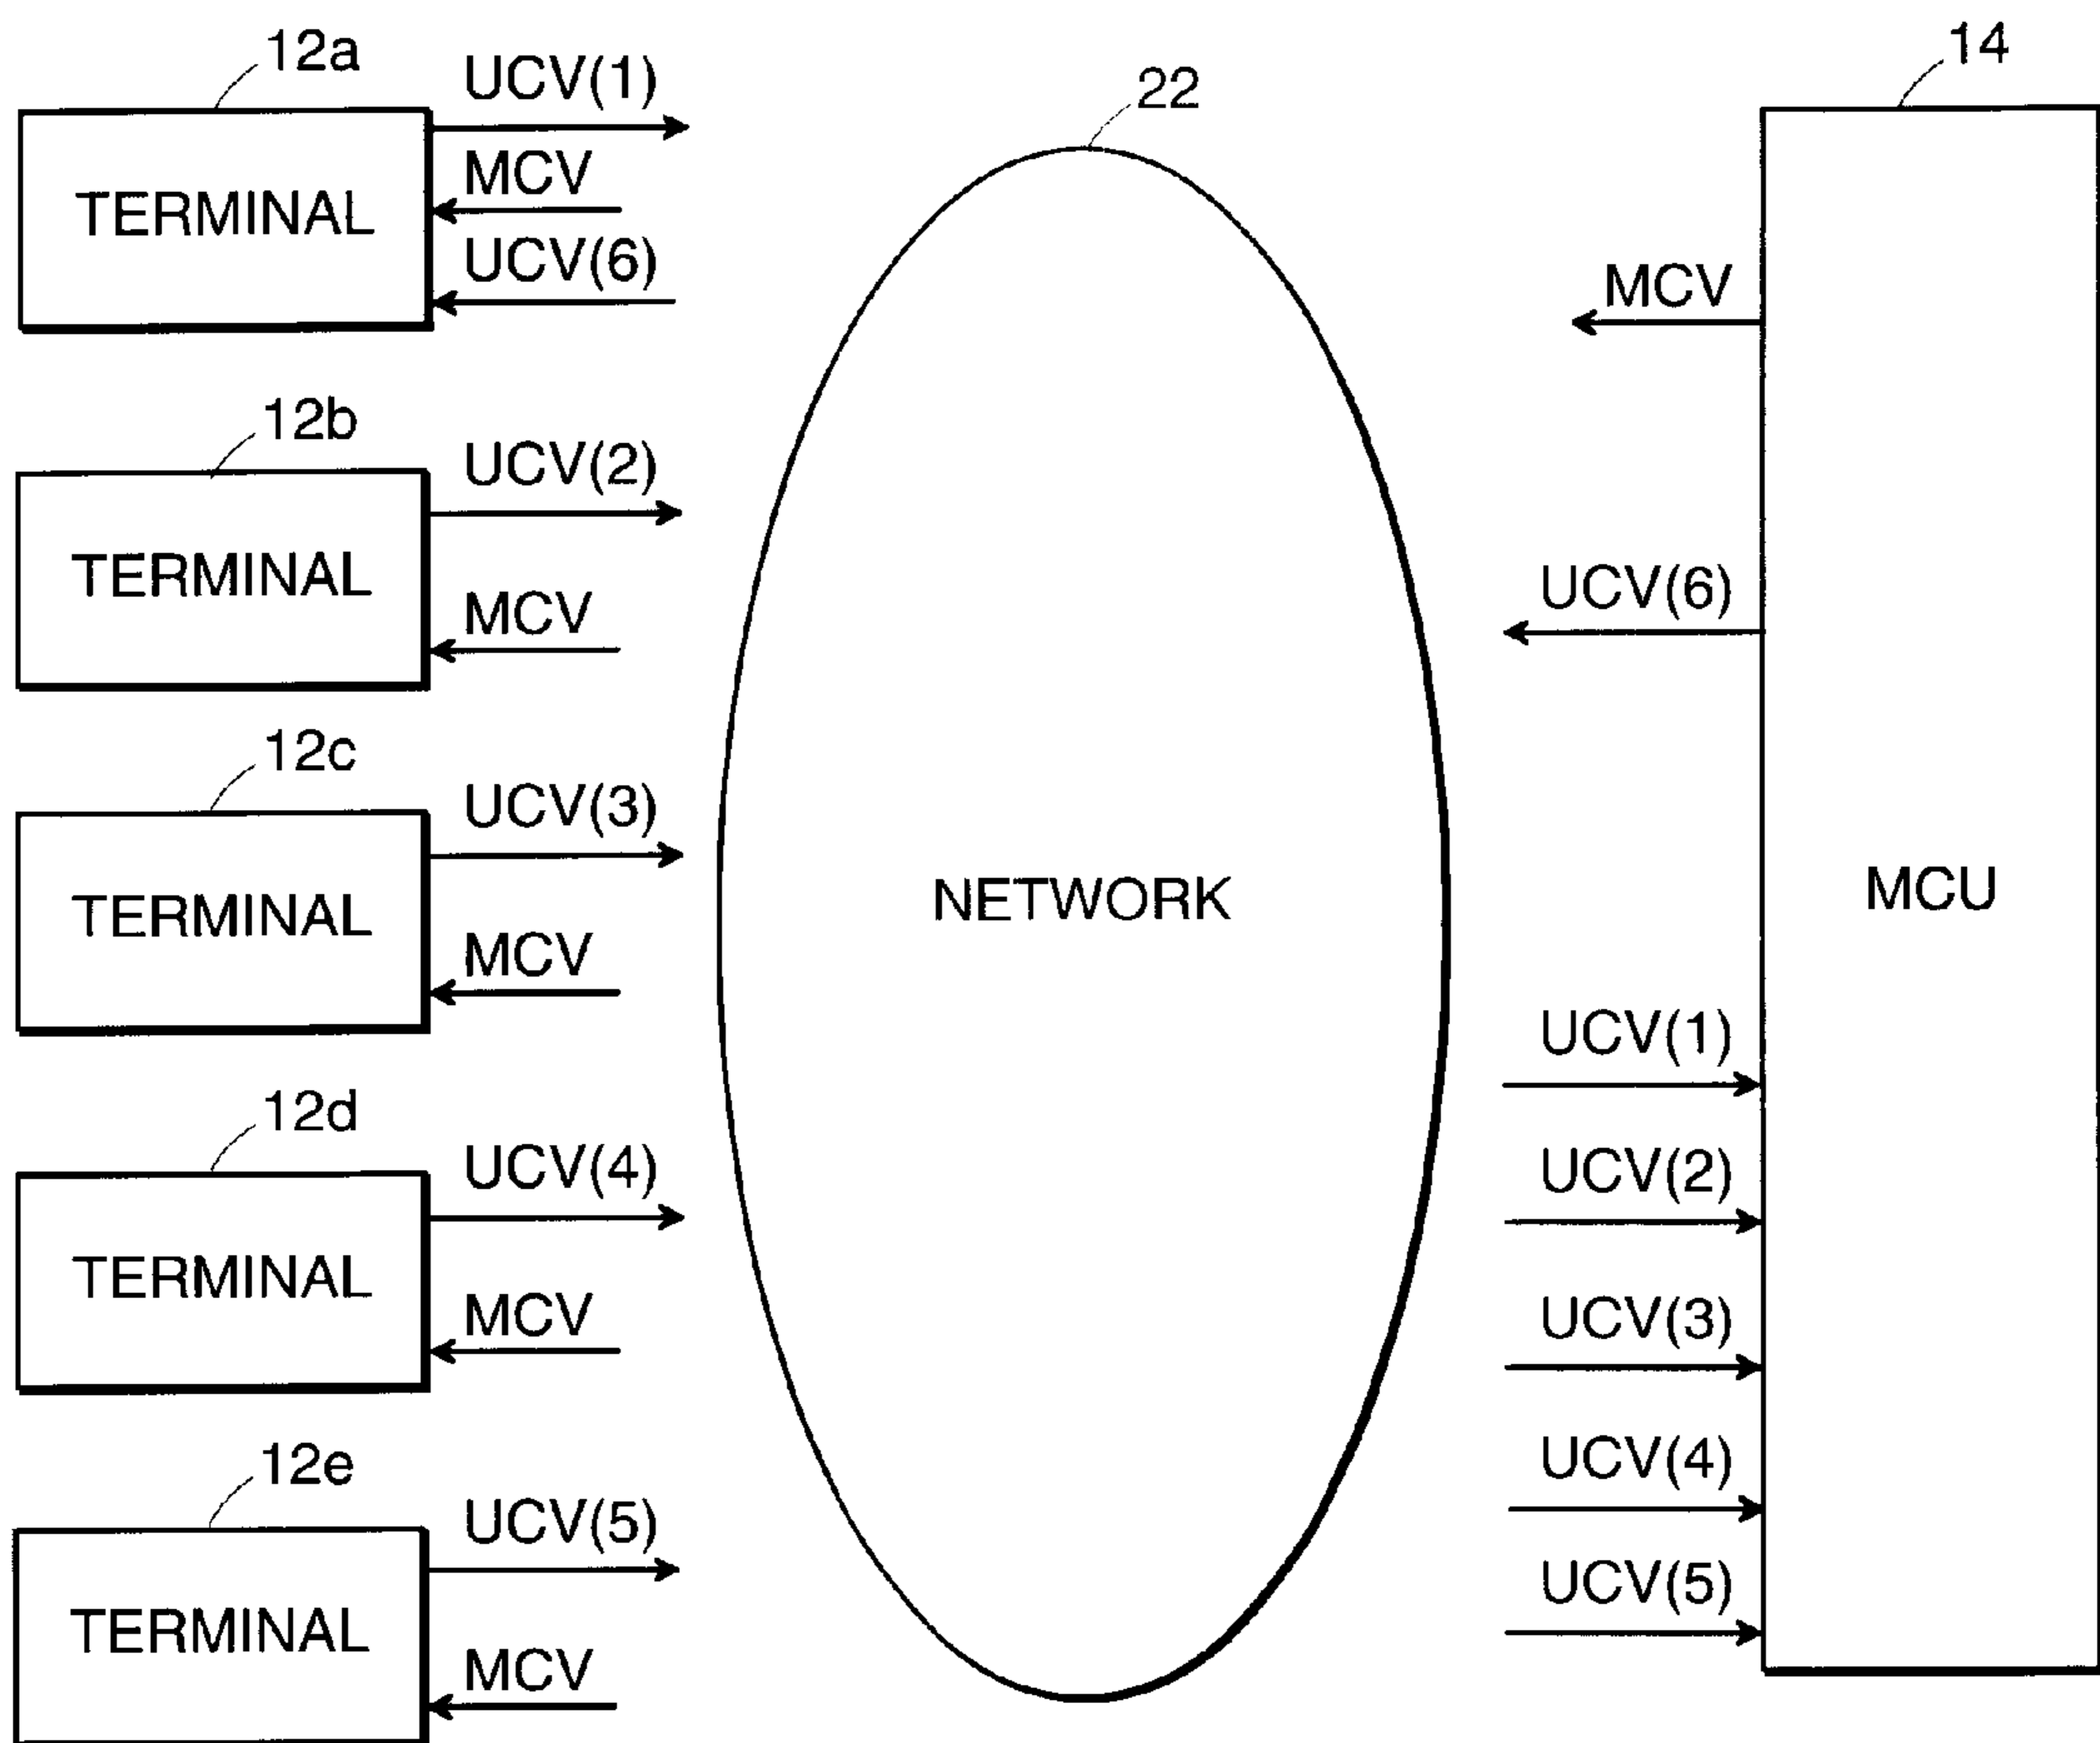 12a
UCV(1)
TERMINAL
MCV
UCV(6)
12b
UCV(2)
TERMINAL
MCV
12c
UCV(3)
TERMINAL
MCV
12d
UCV(4)
TERMINAL
MCV
12e
UCV(5)
TERMINAL
MCV
22
NETWORK
14
MCV
UCV(6)
MCU
UCV(1)
UCV(2)
UCV(3)
UCV(4)
UCV(5)